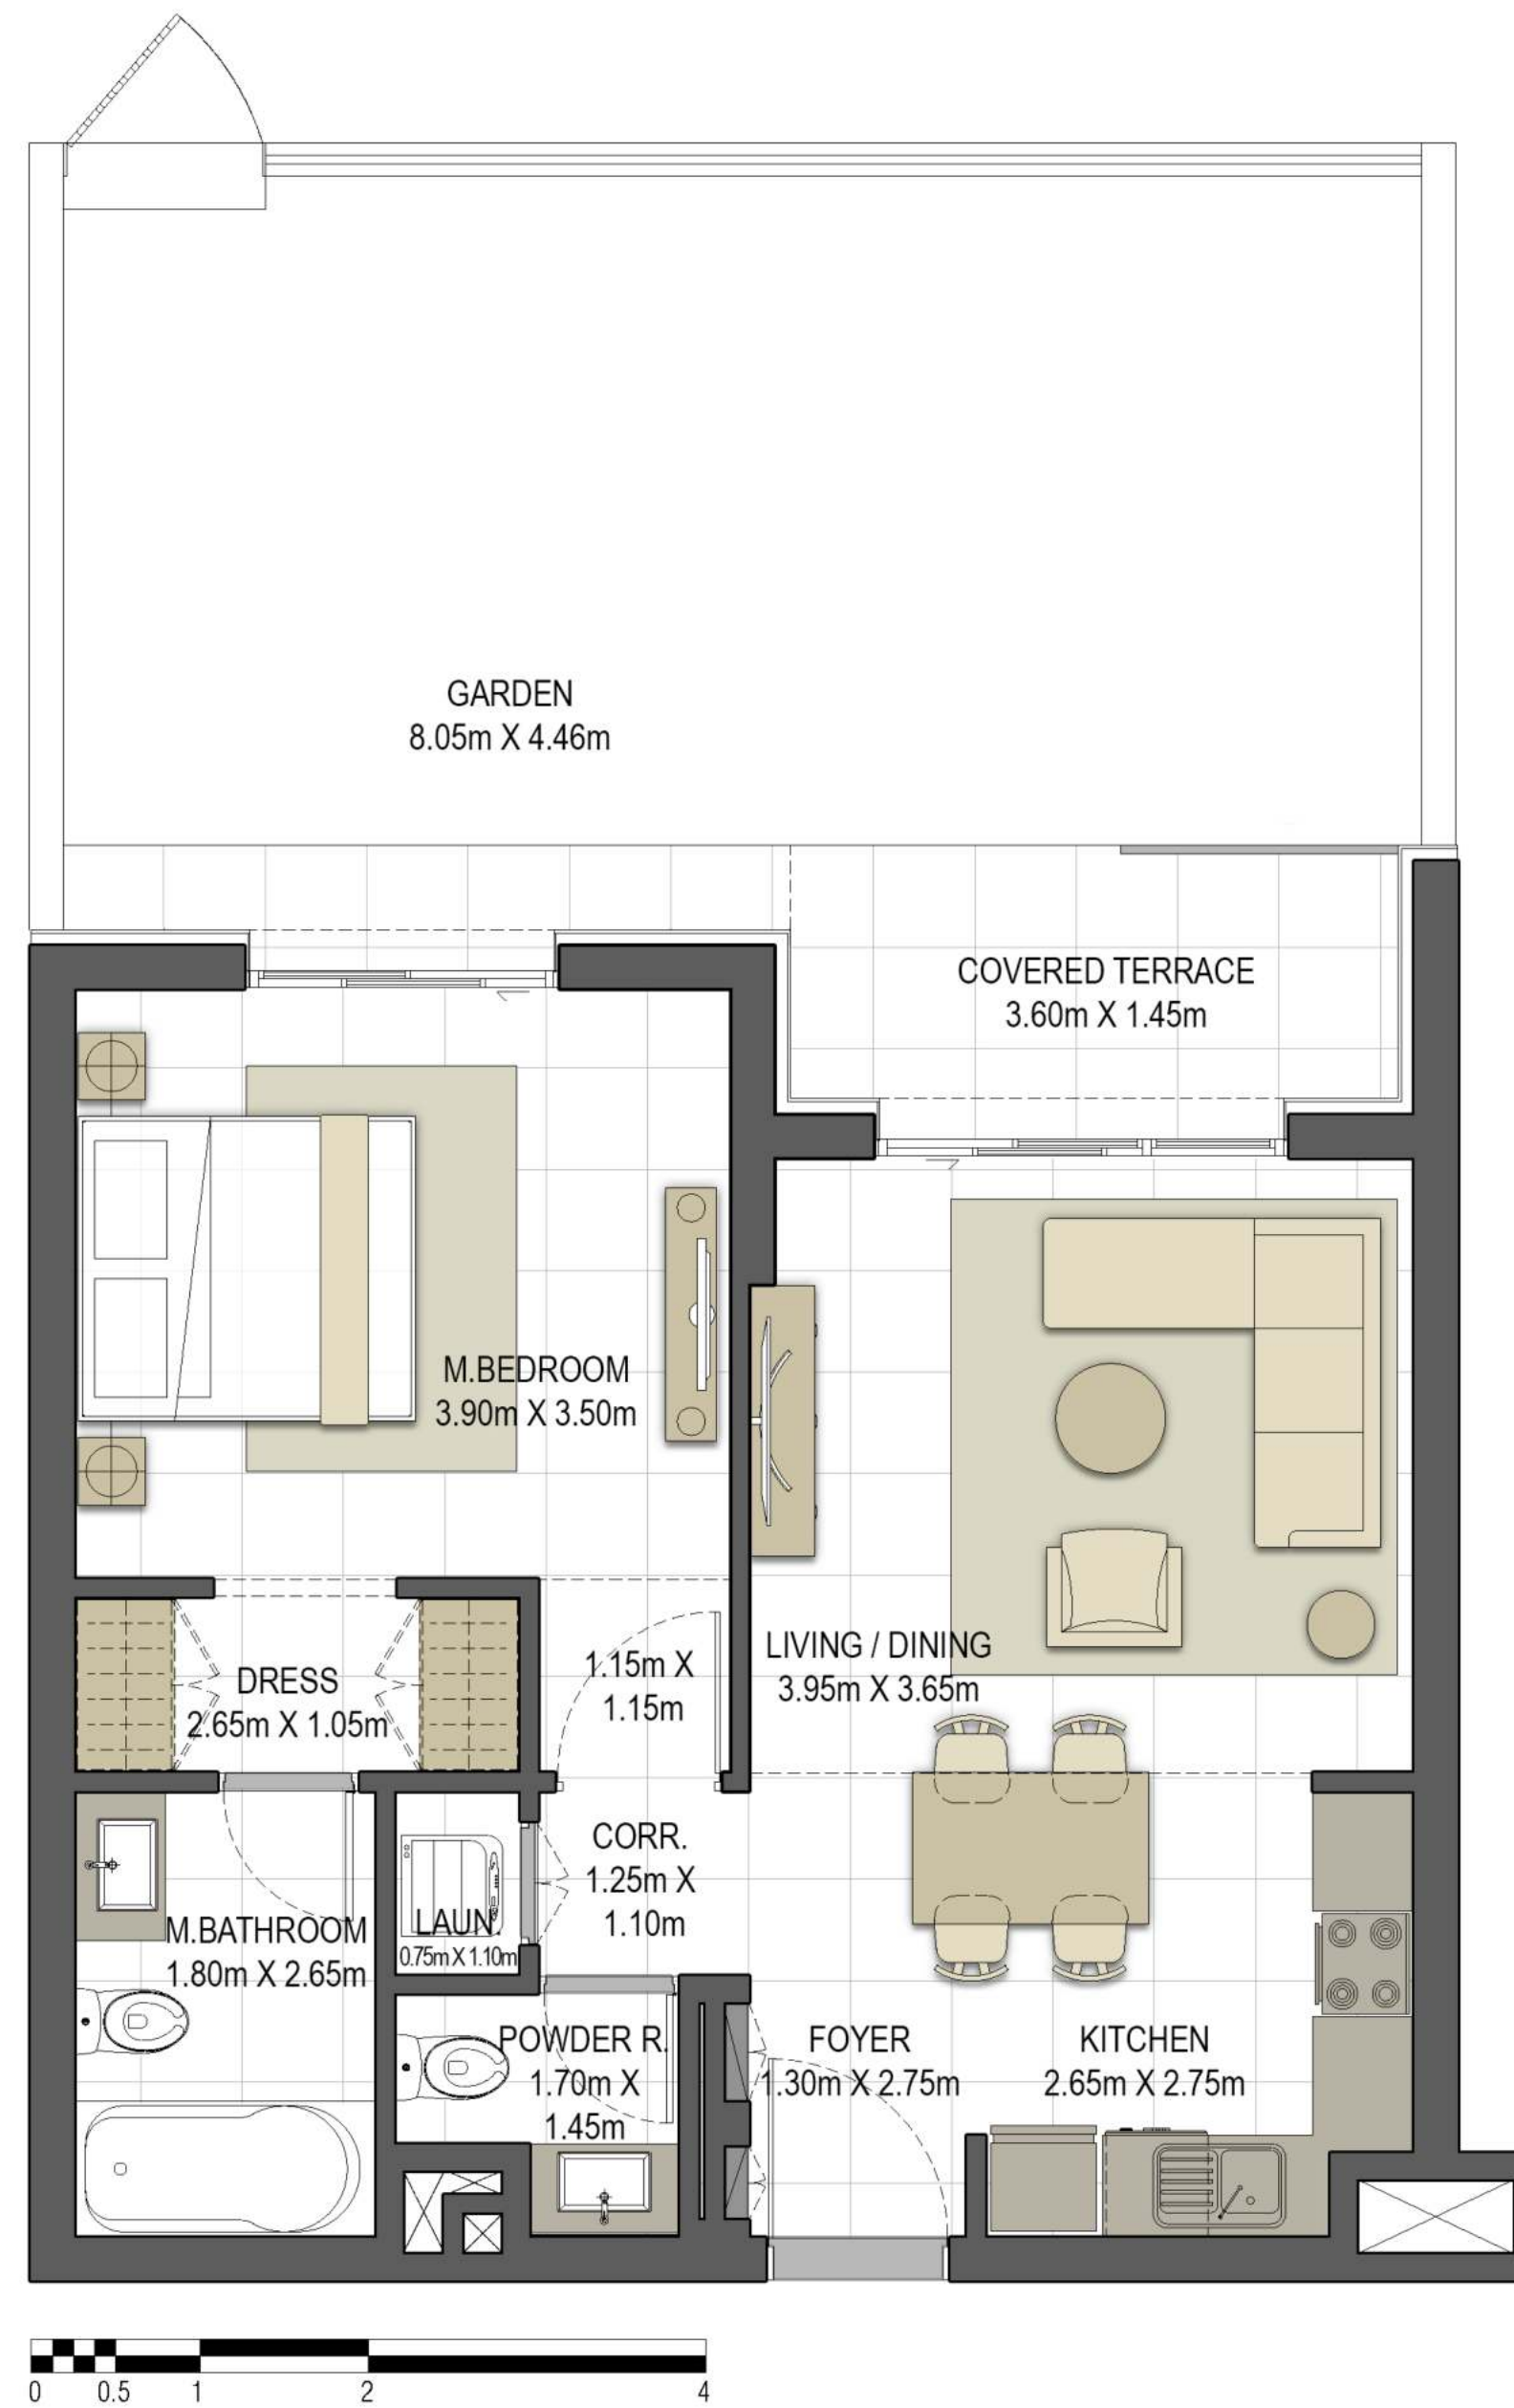 GARDEN
8.05m X 4.46m
COVERED TERRACE
3.60m X 1.45m
M.BEDROOM
3.90m X 3.50m
LIVING / DINING
3.95m X 3.65m
1.15m X
1.15m
DRESS
2.65m X 1.05m
CORR.
1.25m X
1.10m
LAUN.
0.75m X 1.10m
M.BATHROOM
1.80m X 2.65m
POWDER R.
1.70m X
1.45m
FOYER
1.30m X 2.75m
KITCHEN
2.65m X 2.75m
0 0.5 1 2 4